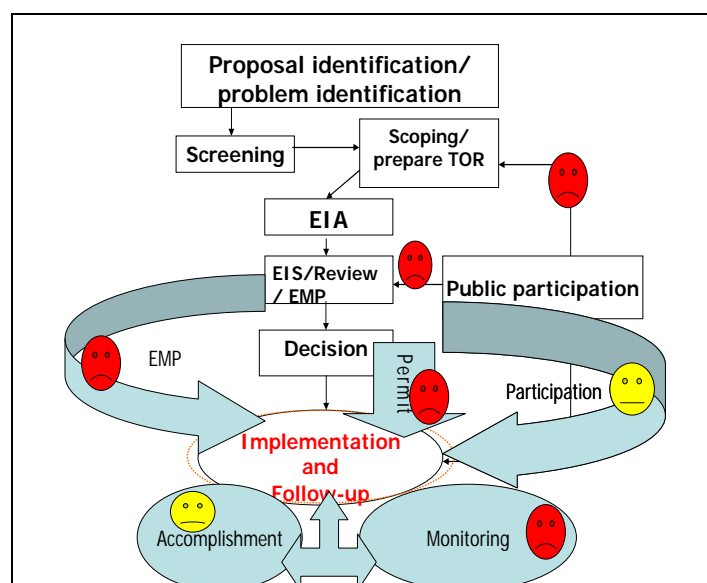 Proposal identification/
problem identification
Screening
Scoping/
prepare TOR
EIA
EIS/Review
/ EMP
Public participation
Decision
EMP
Permit
Participation
Implementation
and
Follow-up
Accomplishment
Monitoring